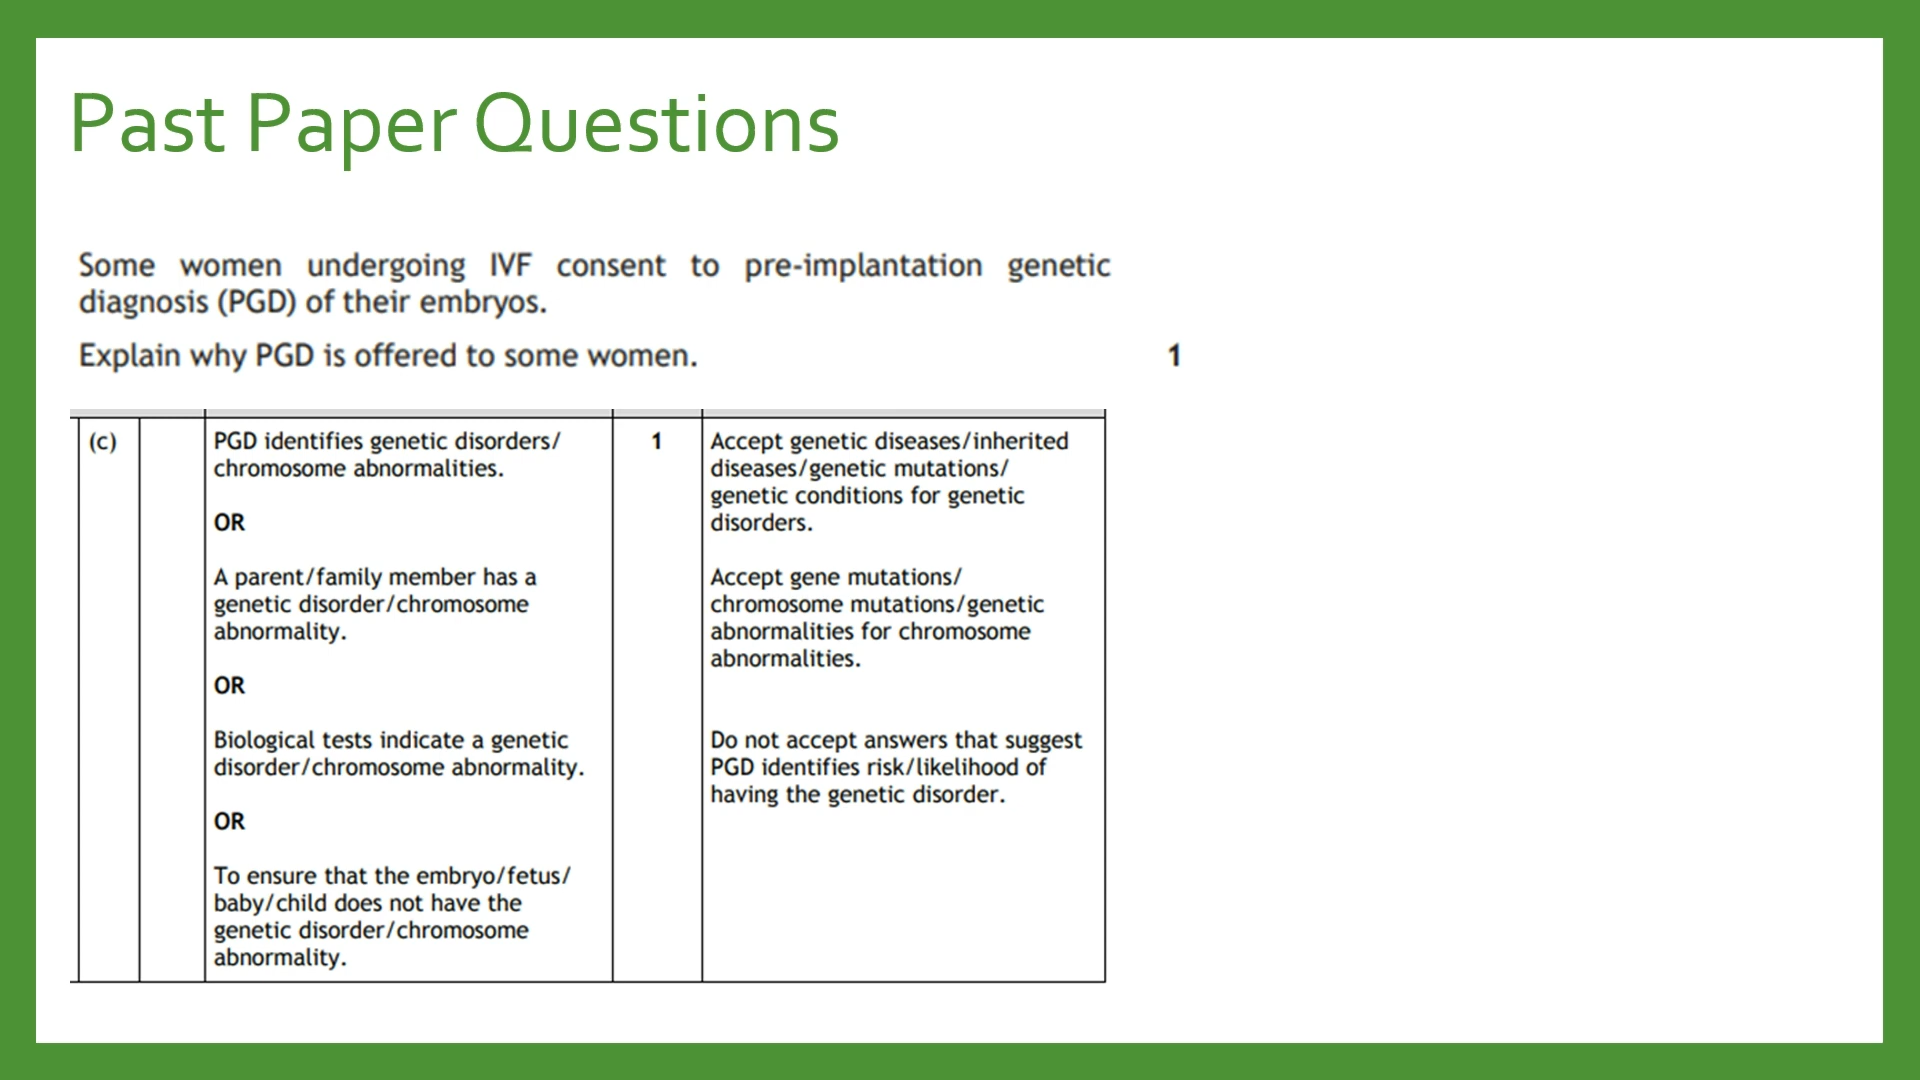 Past Paper Questions
Some women undergoing IVF consent to pre-implantation genetic
diagnosis (PGD) of their embryos.
Explain why PGD is offered to some women. 1
(c)
PGD identifies genetic disorders/
chromosome abnormalities.
OR
A parent/family member has a
genetic disorder/chromosome
abnormality.
OR
Biological tests indicate a genetic
disorder/chromosome abnormality.
OR
To ensure that the embryo/fetus/
baby/child does not have the
genetic disorder/chromosome
abnormality.
1
Accept genetic diseases/inherited
diseases/genetic mutations/
genetic conditions for genetic
disorders.
Accept gene mutations/
chromosome mutations/genetic
abnormalities for chromosome
abnormalities.
Do not accept answers that suggest
PGD identifies risk/likelihood of
having the genetic disorder.